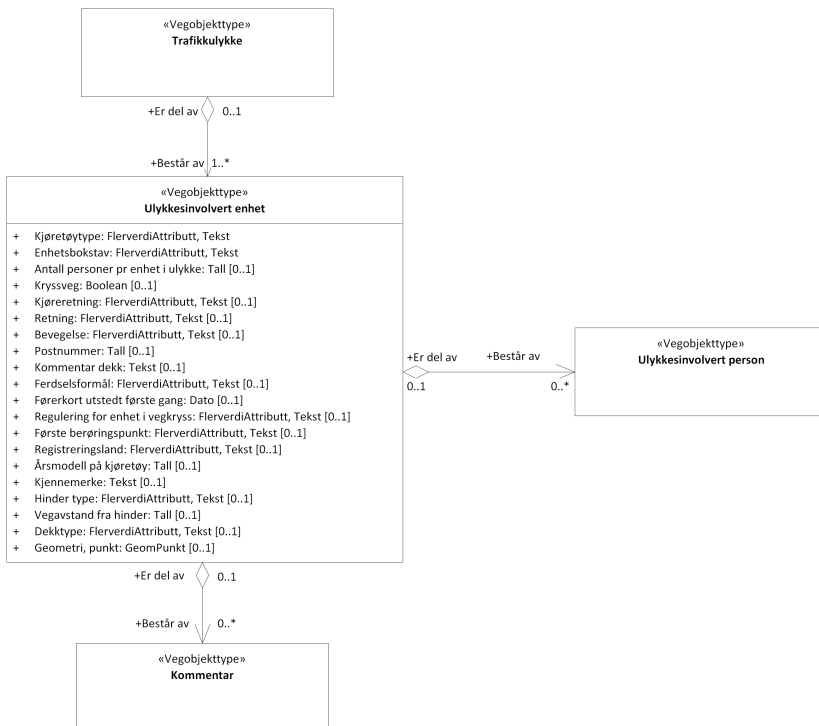 «Vegobjekttype»
Trafikkulykke
+Er del av 0..1
+Består av 1..*
«Vegobjekttype»
Ulykkesinvolvert enhet
+ Kjøretøytype: FlerverdiAttributt, Tekst
+ Enhetsbokstav: FlerverdiAttributt, Tekst
+ Antall personer pr enhet i ulykke: Tall [0..1]
+ Kryssveg: Boolean [0..1]
+ Kjøreretning: FlerverdiAttributt, Tekst [0..1]
+ Retning: FlerverdiAttributt, Tekst [0..1]
+ Bevegelse: FlerverdiAttributt, Tekst [0..1]
+ Postnummer: Tall [0..1]
+ Kommentar dekk: Tekst [0..1]
+ Ferdselsformål: FlerverdiAttributt, Tekst [0..1]
+ Førerkort utstedt første gang: Dato [0..1]
+ Regulering for enhet i vegkryss: FlerverdiAttributt, Tekst [0..1]
+ Første berøringspunkt: FlerverdiAttributt, Tekst [0..1]
+ Registreringsland: FlerverdiAttributt, Tekst [0..1]
+ Årsmodell på kjøretøy: Tall [0..1]
+ Kjennemerke: Tekst [0..1]
+ Hinder type: FlerverdiAttributt, Tekst [0..1]
+ Vegavstand fra hinder: Tall [0..1]
+ Dekktype: FlerverdiAttributt, Tekst [0..1]
+ Geometri, punkt: GeomPunkt [0..1]
+Er del av +Består av
0..1 0..*
«Vegobjekttype»
Ulykkesinvolvert person
+Er del av 0..1
+Består av 0..*
«Vegobjekttype»
Kommentar